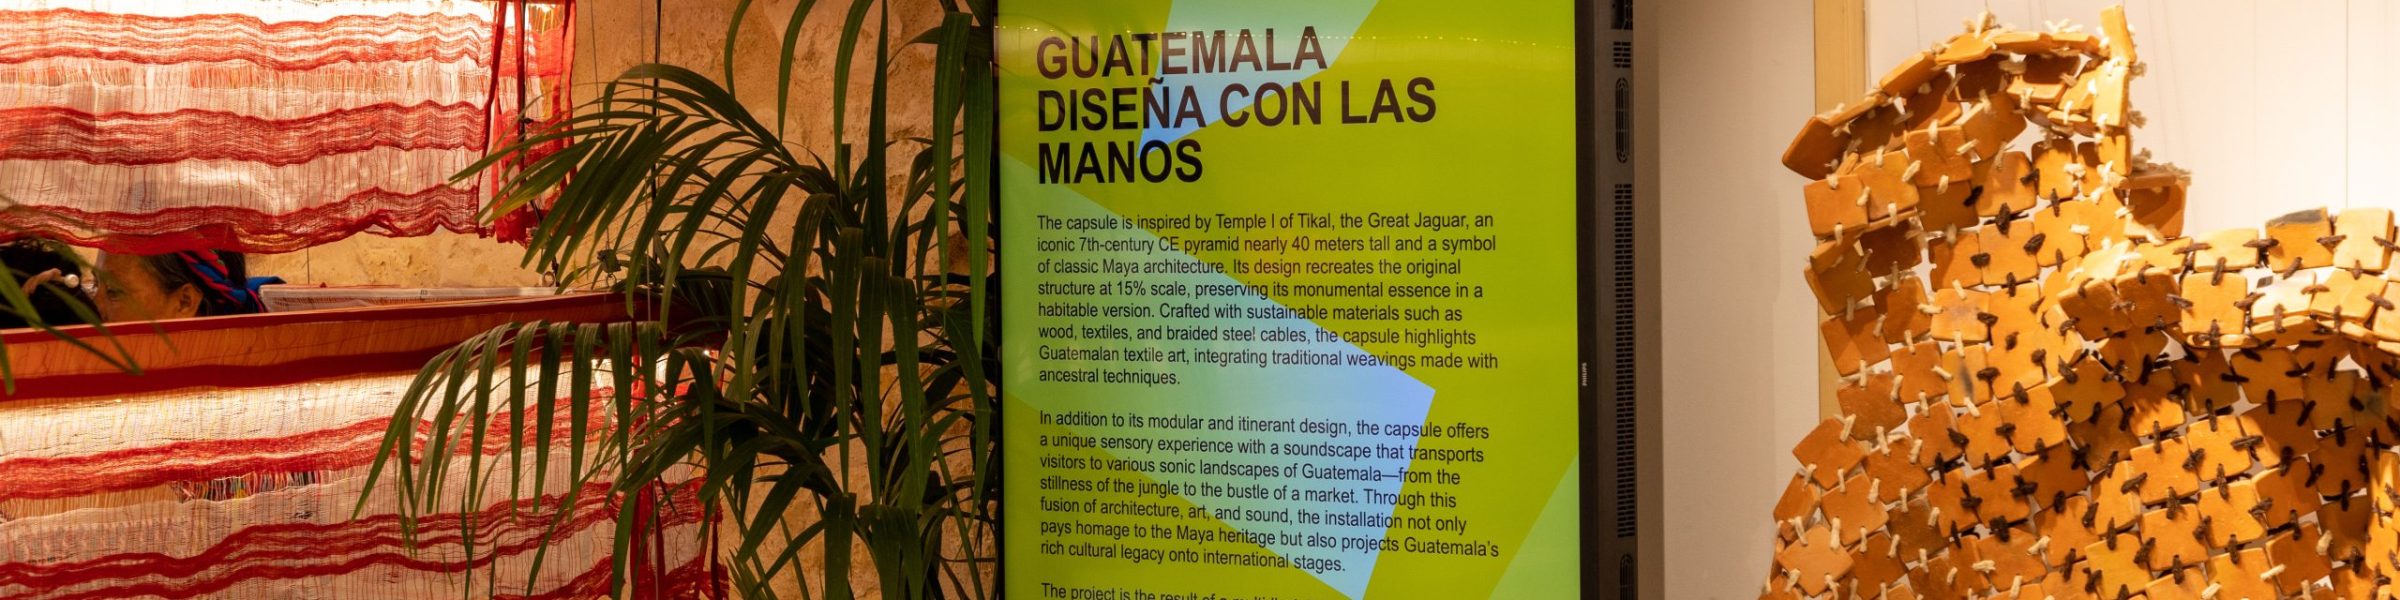 GUATEMALA
DISEÑA CON LAS
MANOS
The capsule is inspired by Temple I of Tikal, the Great Jaguar, an
iconic 7th-century CE pyramid nearly 40 meters tall and a symbol
of classic Maya architecture. Its design recreates the original
structure at 15% scale, preserving its monumental essence in a
habitable version. Crafted with sustainable materials such as
wood, textiles, and braided steel cables, the capsule highlights
Guatemalan textile art, integrating traditional weavings made with
ancestral techniques.
In addition to its modular and itinerant design, the capsule offers
a unique sensory experience with a soundscape that transports
visitors to various sonic landscapes of Guatemala—from the
stillness of the jungle to the bustle of a market. Through this
fusion of architecture, art, and sound, the installation not only
pays homage to the Maya heritage but also projects Guatemala's
rich cultural legacy onto international stages.
The project is the result of a
PHILIPS